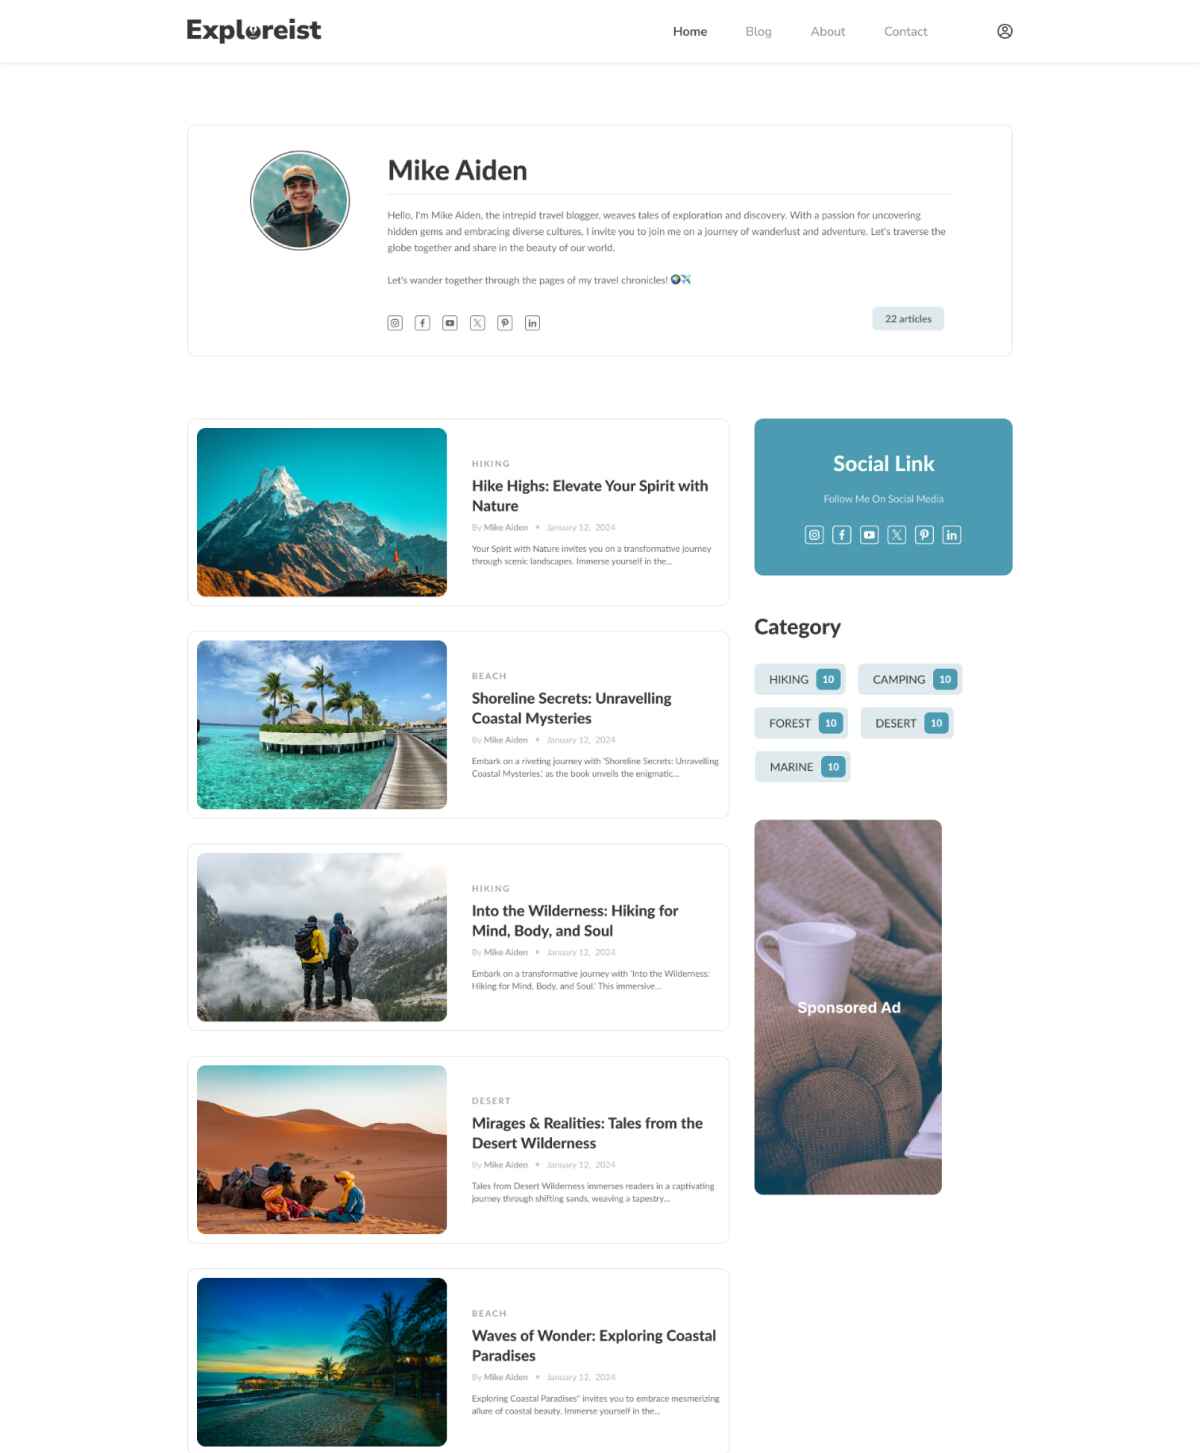 Exploreist
Home
Blog
About
Contact
Mike Aiden
Hello, I'm Mike Aiden, the intrepid travel blogger, weaves tales of exploration and discovery. With a passion for uncovering
hidden gems and embracing diverse cultures, I invite you to join me on a journey of wanderlust and adventure. Let's traverse the
globe together and share in the beauty of our world.
Let's wander together through the pages of my travel chronicles! 🌍✈️
22 articles
HIKING
Hike Highs: Elevate Your Spirit with
Nature
By Mike Aiden • January 12, 2024
Your Spirit with Nature invites you on a transformative journey
through scenic landscapes. Immerse yourself in the...
BEACH
Shoreline Secrets: Unravelling
Coastal Mysteries
By Mike Aiden • January 12, 2024
Embark on a riveting journey with 'Shoreline Secrets: Unravelling
Coastal Mysteries,' as the book unveils the enigmatic...
HIKING
Into the Wilderness: Hiking for
Mind, Body, and Soul
By Mike Aiden • January 12, 2024
Embark on a transformative journey with 'Into the Wilderness:
Hiking for Mind, Body, and Soul.' This immersive...
DESERT
Mirages & Realities: Tales from the
Desert Wilderness
By Mike Aiden • January 12, 2024
Tales from Desert Wilderness immerses readers in a captivating
journey through shifting sands, weaving a tapestry...
BEACH
Waves of Wonder: Exploring Coastal
Paradises
By Mike Aiden • January 12, 2024
Exploring Coastal Paradises" invites you to embrace mesmerizing
allure of coastal beauty. Immerse yourself in the...
Social Link
Follow Me On Social Media
Category
HIKING 10
CAMPING 10
FOREST 10
DESERT 10
MARINE 10
Sponsored Ad